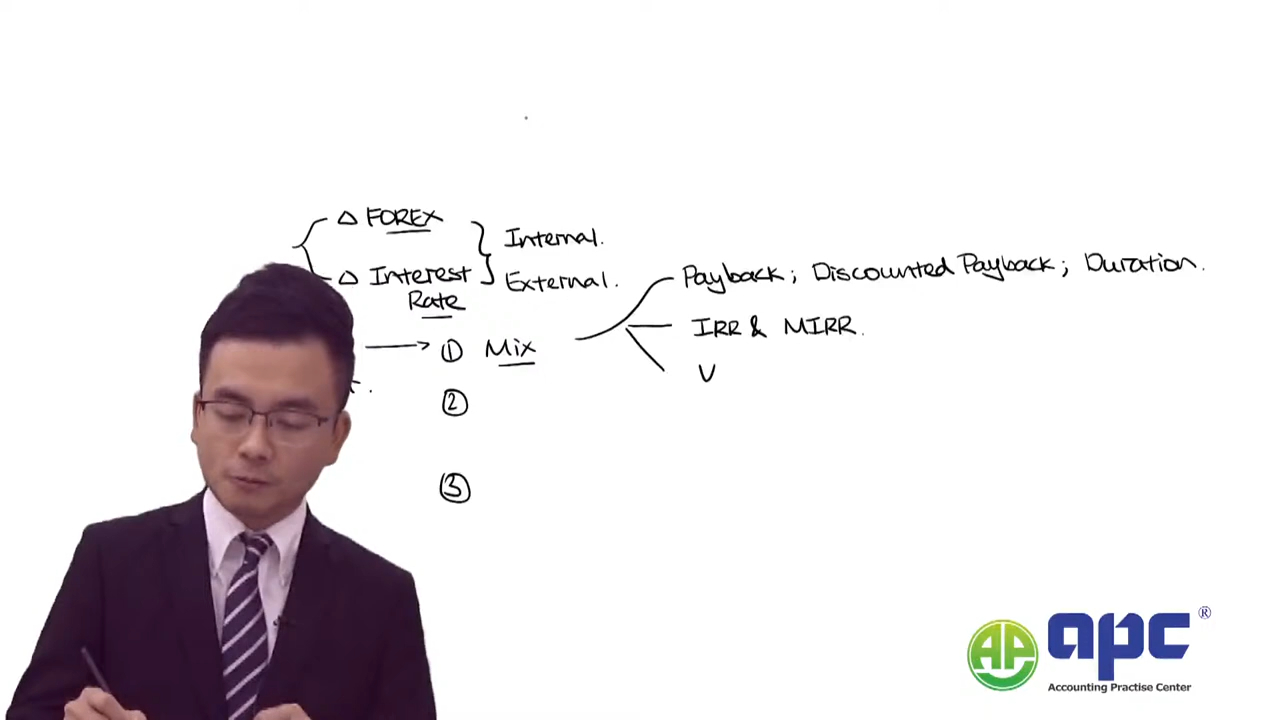 △ FOREX
Internal.
△ Interest
Rate
External.
Payback ; Discounted Payback ; Duration.
① Mix
IRR & MIRR.
V
②
③
AP
apc®
Accounting Practise Center